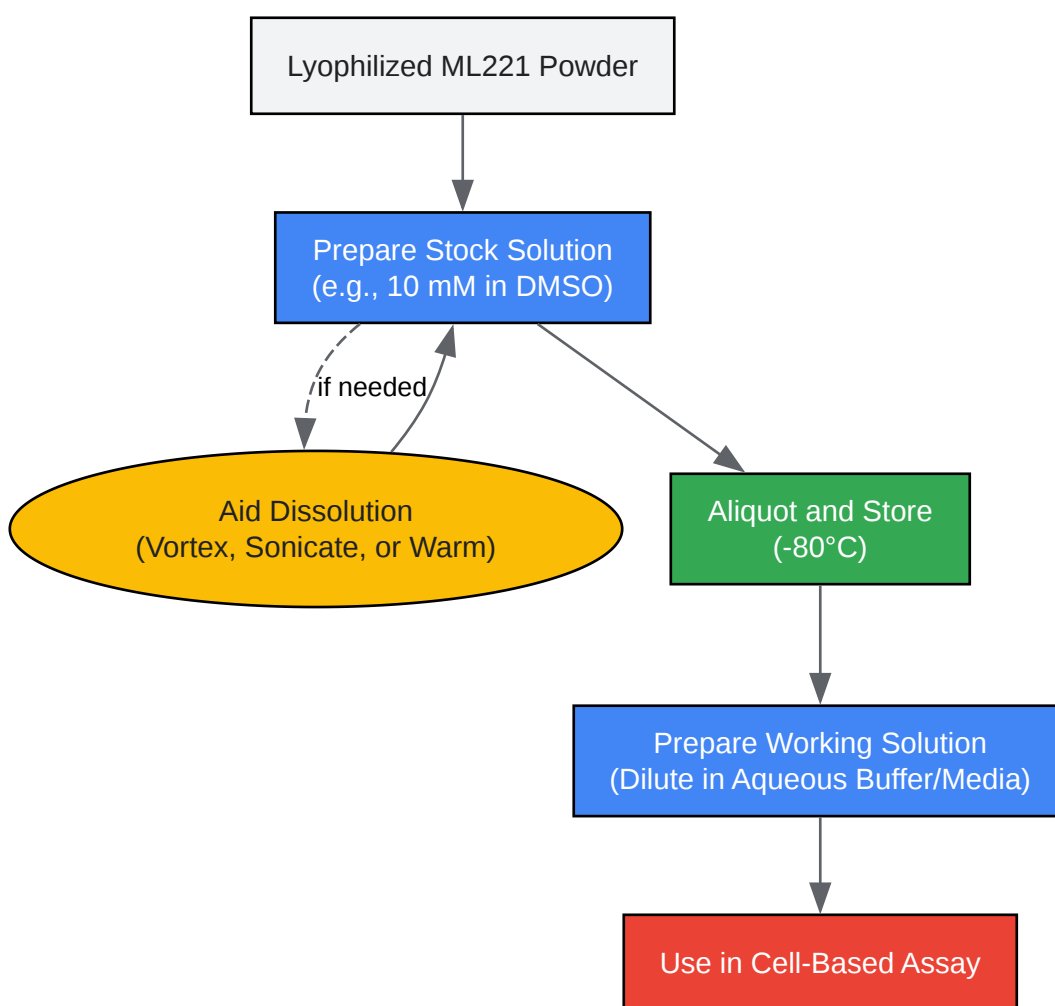 Lyophilized ML221 Powder
Prepare Stock Solution
(e.g., 10 mM in DMSO)
if needed
Aid Dissolution
(Vortex, Sonicate, or Warm)
Aliquot and Store
(-80°C)
Prepare Working Solution
(Dilute in Aqueous Buffer/Media)
Use in Cell-Based Assay